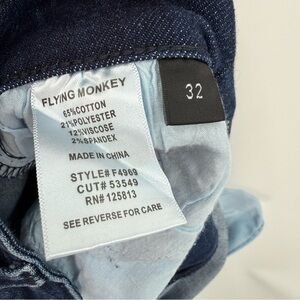 FLYING MONKEY
65%COTTON
21%POLYESTER
12%VISCOSE
2%SPANDEX
MADE IN CHINA
STYLE# F4969
CUT# 53549
RN# 125813
SEE REVERSE FOR CARE
32